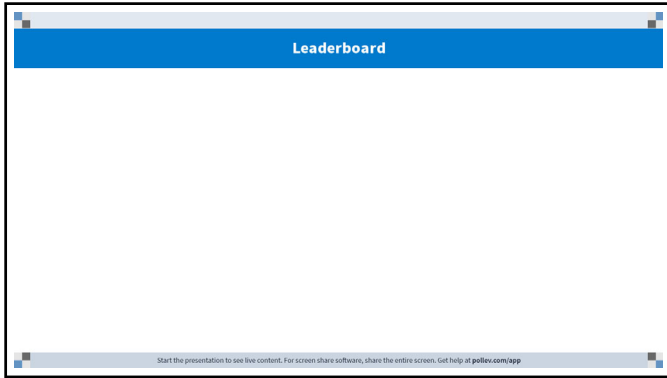 Leaderboard
Start the presentation to see live content. For screen share software, share the entire screen. Get help at pollev.com/app